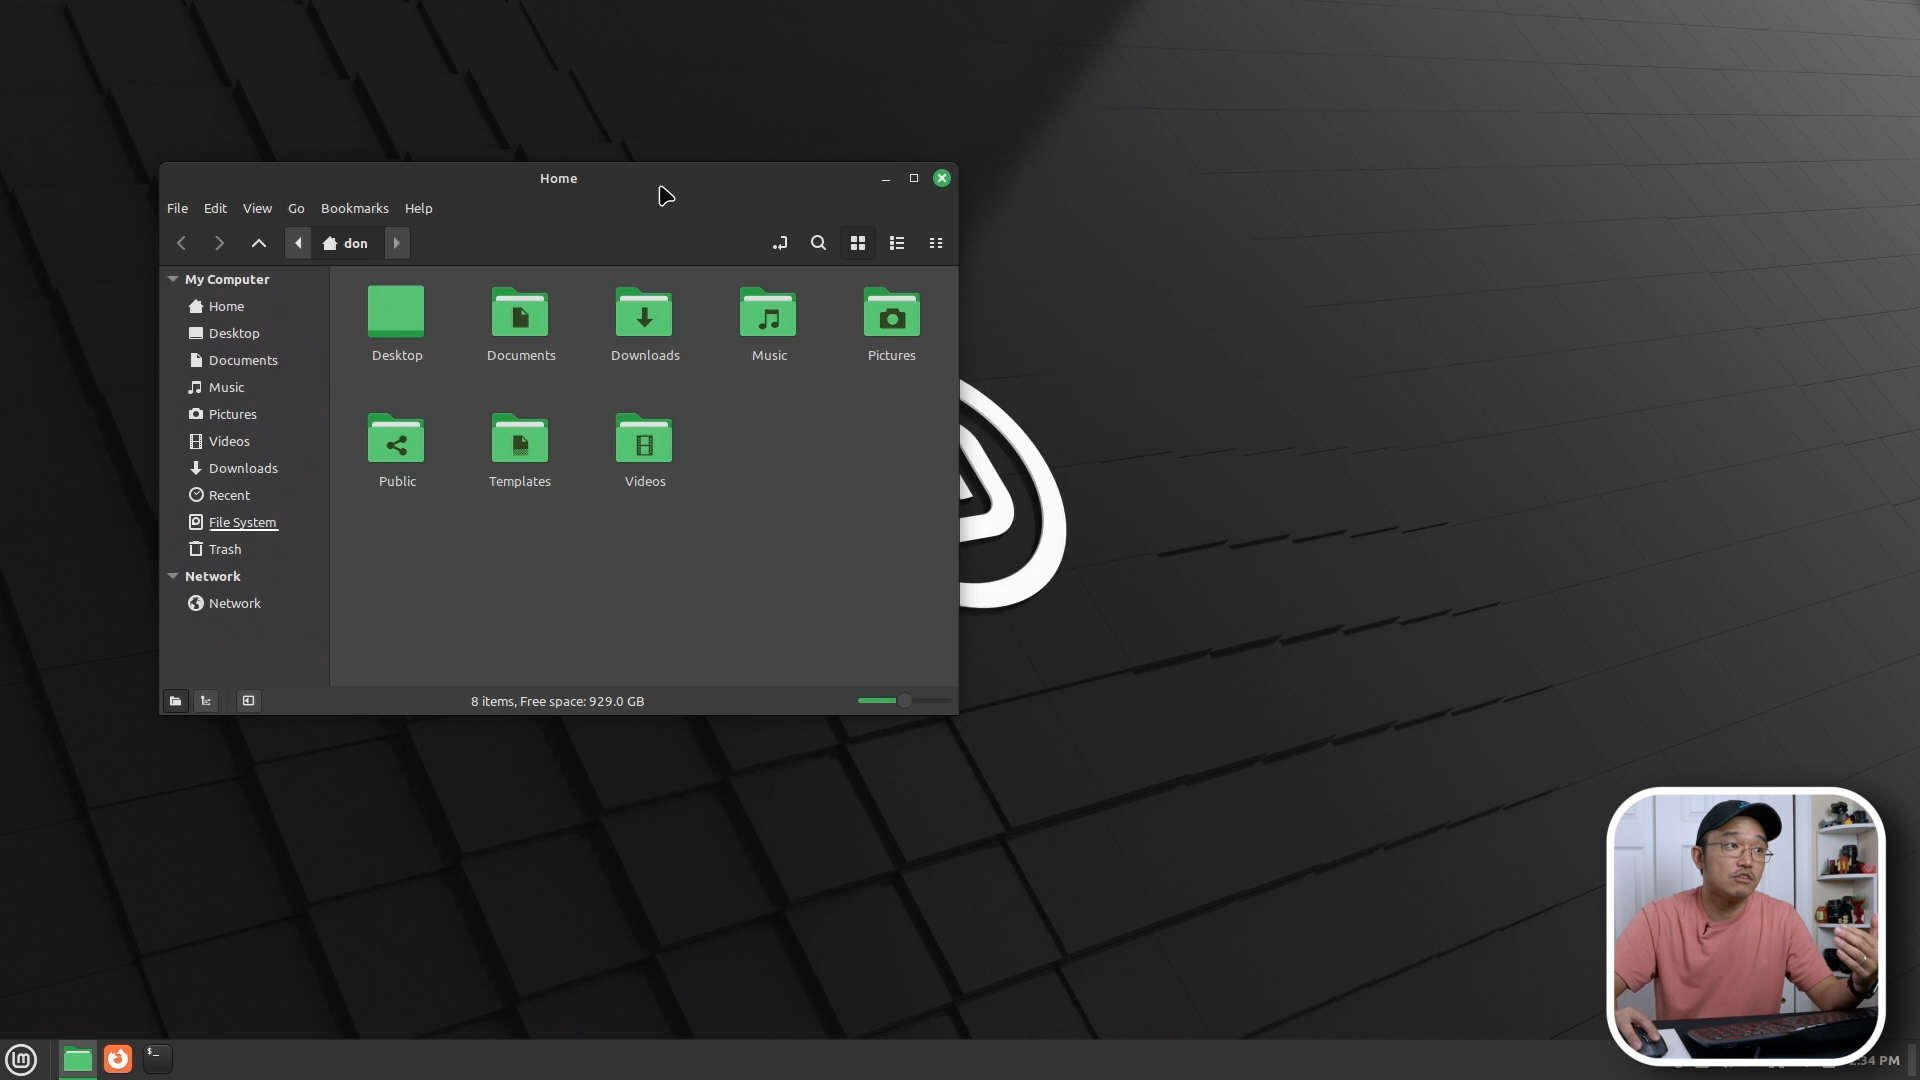 Home
File Edit View Go Bookmarks Help
don
My Computer
Home
Desktop
Documents
Music
Pictures
Videos
Downloads
Recent
File System
Trash
Network
Network
Desktop Documents Downloads Music Pictures
Public Templates Videos
8 items, Free space: 929.0 GB
$_
:34 PM